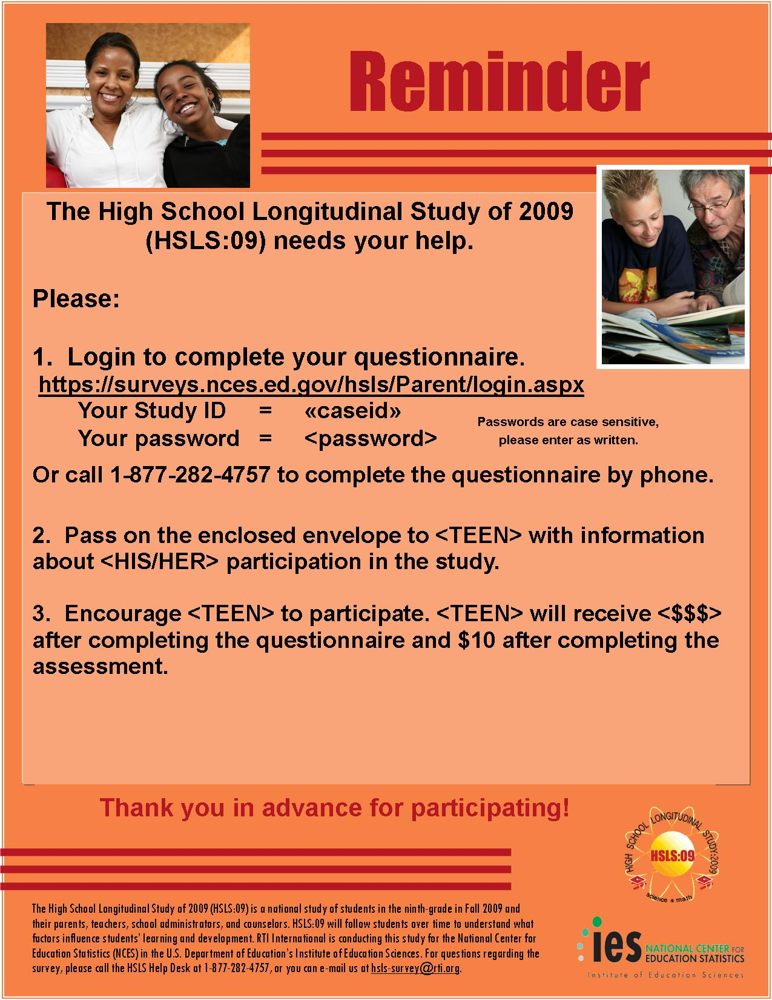 Reminder
The High School Longitudinal Study of 2009
(HSLS:09) needs your help.
Please:
1. Login to complete your questionnaire.
https://surveys.nces.ed.gov/hsls/Parent/login.aspx
Your Study ID = «caseid»
Your password = <password>
Passwords are case sensitive,
please enter as written.
Or call 1-877-282-4757 to complete the questionnaire by phone.
2. Pass on the enclosed envelope to <TEEN> with information
about <HIS/HER> participation in the study.
3. Encourage <TEEN> to participate. <TEEN> will receive <$$$>
after completing the questionnaire and $10 after completing the
assessment.
Thank you in advance for participating!
HIGH SCHOOL LONGITUDINAL STUDY:2009
HSLS:09
science * math
The High School Longitudinal Study of 2009 (HSLS:09) is a national study of students in the ninth-grade in Fall 2009 and
their parents, teachers, school administrators, and counselors. HSLS:09 will follow students over time to understand what
factors influence students' learning and development. RTI International is conducting this study for the National Center for
Education Statistics (NCES) in the U.S. Department of Education's Institute of Education Sciences. For questions regarding the
survey, please call the HSLS Help Desk at 1-877-282-4757, or you can e-mail us at hsls-survey@rti.org.
ies NATIONAL CENTER FOR
EDUCATION STATISTICS
Institute of Education Sciences